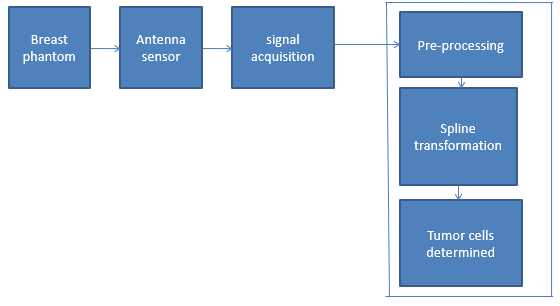 Breast
phantom
Antenna
sensor
signal
acquisition
Pre-processing
Spline
transformation
Tumor cells
determined